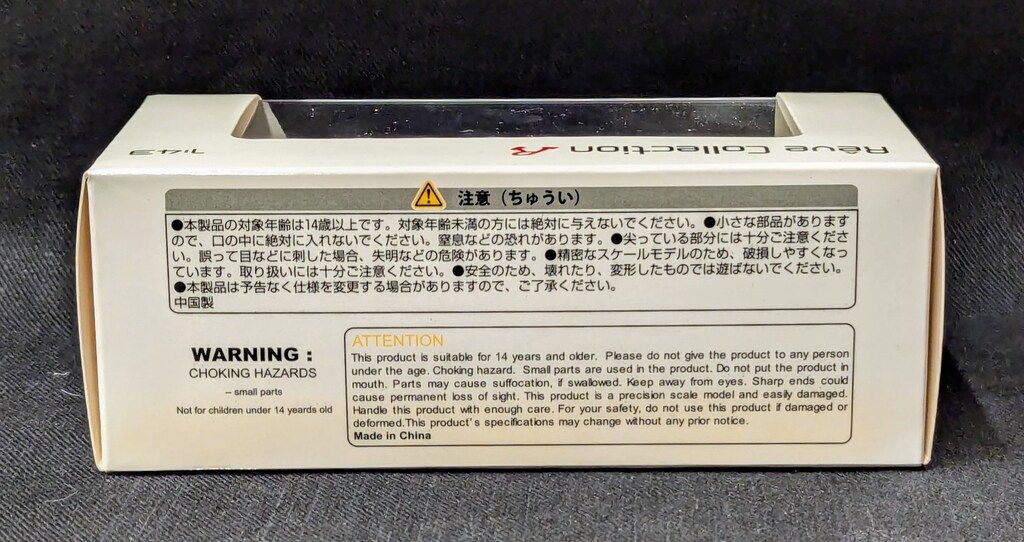 Rêve Collection R
1:43
注意（ちゅうい）
●本製品の対象年齢は14歳以上です。対象年齢未満の方には絶対に与えないでください。●小さな部品があります
ので、口の中に絶対に入れないでください。窒息などの恐れがあります。●尖っている部分には十分ご注意くださ
い。誤って目などに刺した場合、失明などの危険があります。●精密なスケールモデルのため、破損しやすくなっ
ています。取り扱いには十分ご注意ください。●安全のため、壊れたり、変形したものでは遊ばないでください。
●本製品は予告なく仕様を変更する場合がありますので、ご了承ください。
中国製
WARNING :
CHOKING HAZARDS
-- small parts
Not for children under 14 yeards old
ATTENTION
This product is suitable for 14 years and older. Please do not give the product to any person
under the age. Choking hazard. Small parts are used in the product. Do not put the product in
mouth. Parts may cause suffocation, if swallowed. Keep away from eyes. Sharp ends could
cause permanent loss of sight. This product is a precision scale model and easily damaged.
Handle this product with enough care. For your safety, do not use this product if damaged or
deformed.This product's specifications may change without any prior notice.
Made in China